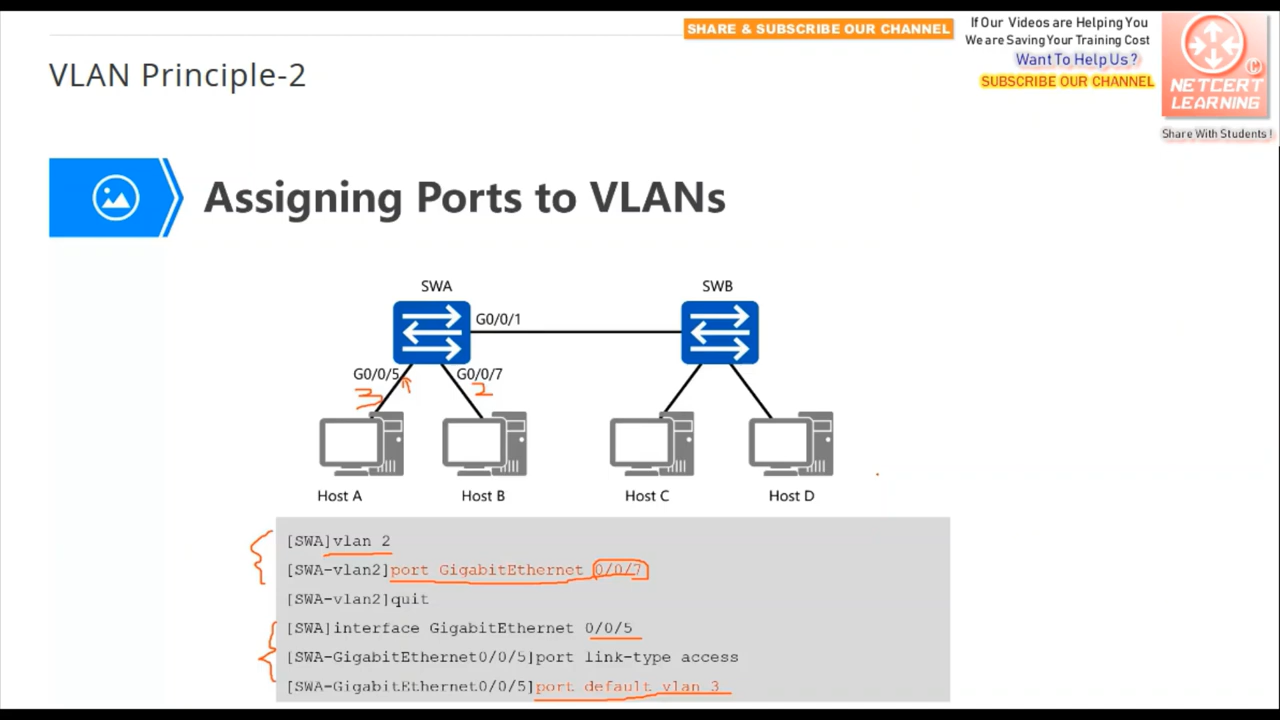 SHARE & SUBSCRIBE OUR CHANNEL
If Our Videos are Helping You
We are Saving Your Training Cost
Want To Help Us ?
SUBSCRIBE OUR CHANNEL
NETCERT
LEARNING
©
Share With Students !
VLAN Principle-2
Assigning Ports to VLANs
SWA
SWB
G0/0/1
G0/0/5
G0/0/7
3
2
Host A
Host B
Host C
Host D
[SWA]vlan 2
[SWA-vlan2]port GigabitEthernet 0/0/7
[SWA-vlan2]quit
[SWA]interface GigabitEthernet 0/0/5
[SWA-GigabitEthernet0/0/5]port link-type access
[SWA-GigabitEthernet0/0/5]port default vlan 3